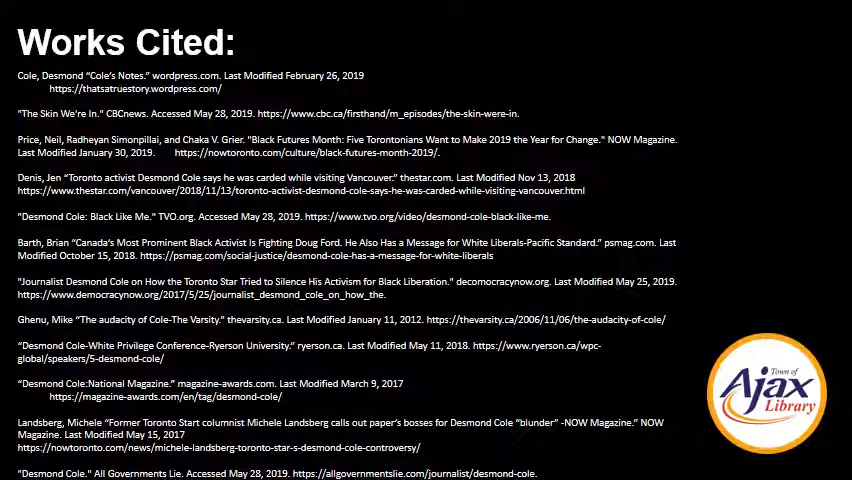 Works Cited:
Cole, Desmond “Cole’s Notes.” wordpress.com. Last Modified February 26, 2019
https://thatsatruestory.wordpress.com/
"The Skin We're In." CBCnews. Accessed May 28, 2019. https://www.cbc.ca/firsthand/m_episodes/the-skin-were-in.
Price, Neil, Radheyan Simonpillai, and Chaka V. Grier. "Black Futures Month: Five Torontonians Want to Make 2019 the Year for Change." NOW Magazine.
Last Modified January 30, 2019. https://nowtoronto.com/culture/black-futures-month-2019/.
Denis, Jen “Toronto activist Desmond Cole says he was carded while visiting Vancouver.” thestar.com. Last Modified Nov 13, 2018
https://www.thestar.com/vancouver/2018/11/13/toronto-activist-desmond-cole-says-he-was-carded-while-visiting-vancouver.html
"Desmond Cole: Black Like Me." TVO.org. Accessed May 28, 2019. https://www.tvo.org/video/desmond-cole-black-like-me.
Barth, Brian “Canada’s Most Prominent Black Activist Is Fighting Doug Ford. He Also Has a Message for White Liberals-Pacific Standard.” psmag.com. Last
Modified October 15, 2018. https://psmag.com/social-justice/desmond-cole-has-a-message-for-white-liberals
"Journalist Desmond Cole on How the Toronto Star Tried to Silence His Activism for Black Liberation." decomocracynow.org. Last Modified May 25, 2019.
https://www.democracynow.org/2017/5/25/journalist_desmond_cole_on_how_the.
Ghenu, Mike “The audacity of Cole-The Varsity.” thevarsity.ca. Last Modified January 11, 2012. https://thevarsity.ca/2006/11/06/the-audacity-of-cole/
“Desmond Cole-White Privilege Conference-Ryerson University.” ryerson.ca. Last Modified May 11, 2018. https://www.ryerson.ca/wpc-
global/speakers/5-desmond-cole/
“Desmond Cole:National Magazine.” magazine-awards.com. Last Modified March 9, 2017
https://magazine-awards.com/en/tag/desmond-cole/
Landsberg, Michele “Former Toronto Start columnist Michele Landsberg calls out paper’s bosses for Desmond Cole “blunder” -NOW Magazine.” NOW
Magazine. Last Modified May 15, 2017
https://nowtoronto.com/news/michele-landsberg-toronto-star-s-desmond-cole-controversy/
"Desmond Cole." All Governments Lie. Accessed May 28, 2019. https://allgovernmentslie.com/journalist/desmond-cole.
Town of
Ajax
Library